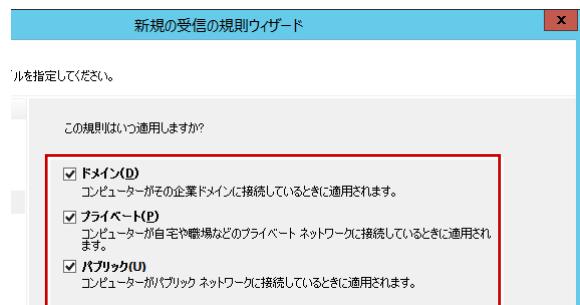 新規の受信の規則ウィザード
x
ルを指定してください。
この規則はいつ適用しますか?
ドメイン(D)
コンピューターがその企業ドメインに接続しているときに適用されます。
プライベート(P)
コンピューターが自宅や職場などのプライベート ネットワークに接続しているときに適用され
ます。
パブリック(U)
コンピューターがパブリック ネットワークに接続しているときに適用されます。